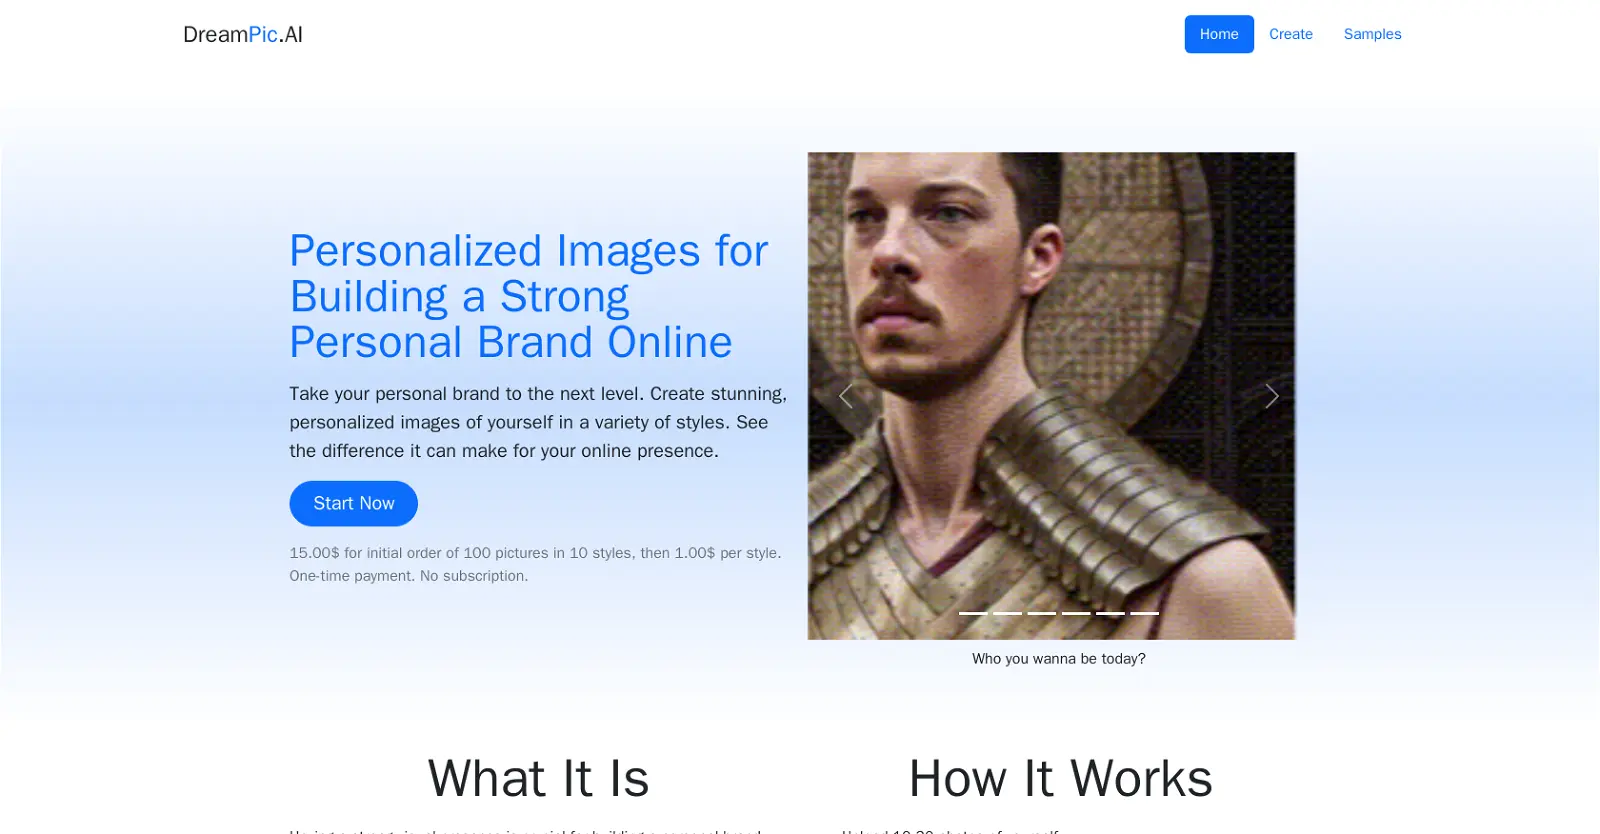 DreamPic.AI
Home
Create
Samples
Personalized Images for
Building a Strong
Personal Brand Online
Take your personal brand to the next level. Create stunning,
personalized images of yourself in a variety of styles. See
the difference it can make for your online presence.
Start Now
15.00$ for initial order of 100 pictures in 10 styles, then 1.00$ per style.
One-time payment. No subscription.
Who you wanna be today?
What It Is
How It Works